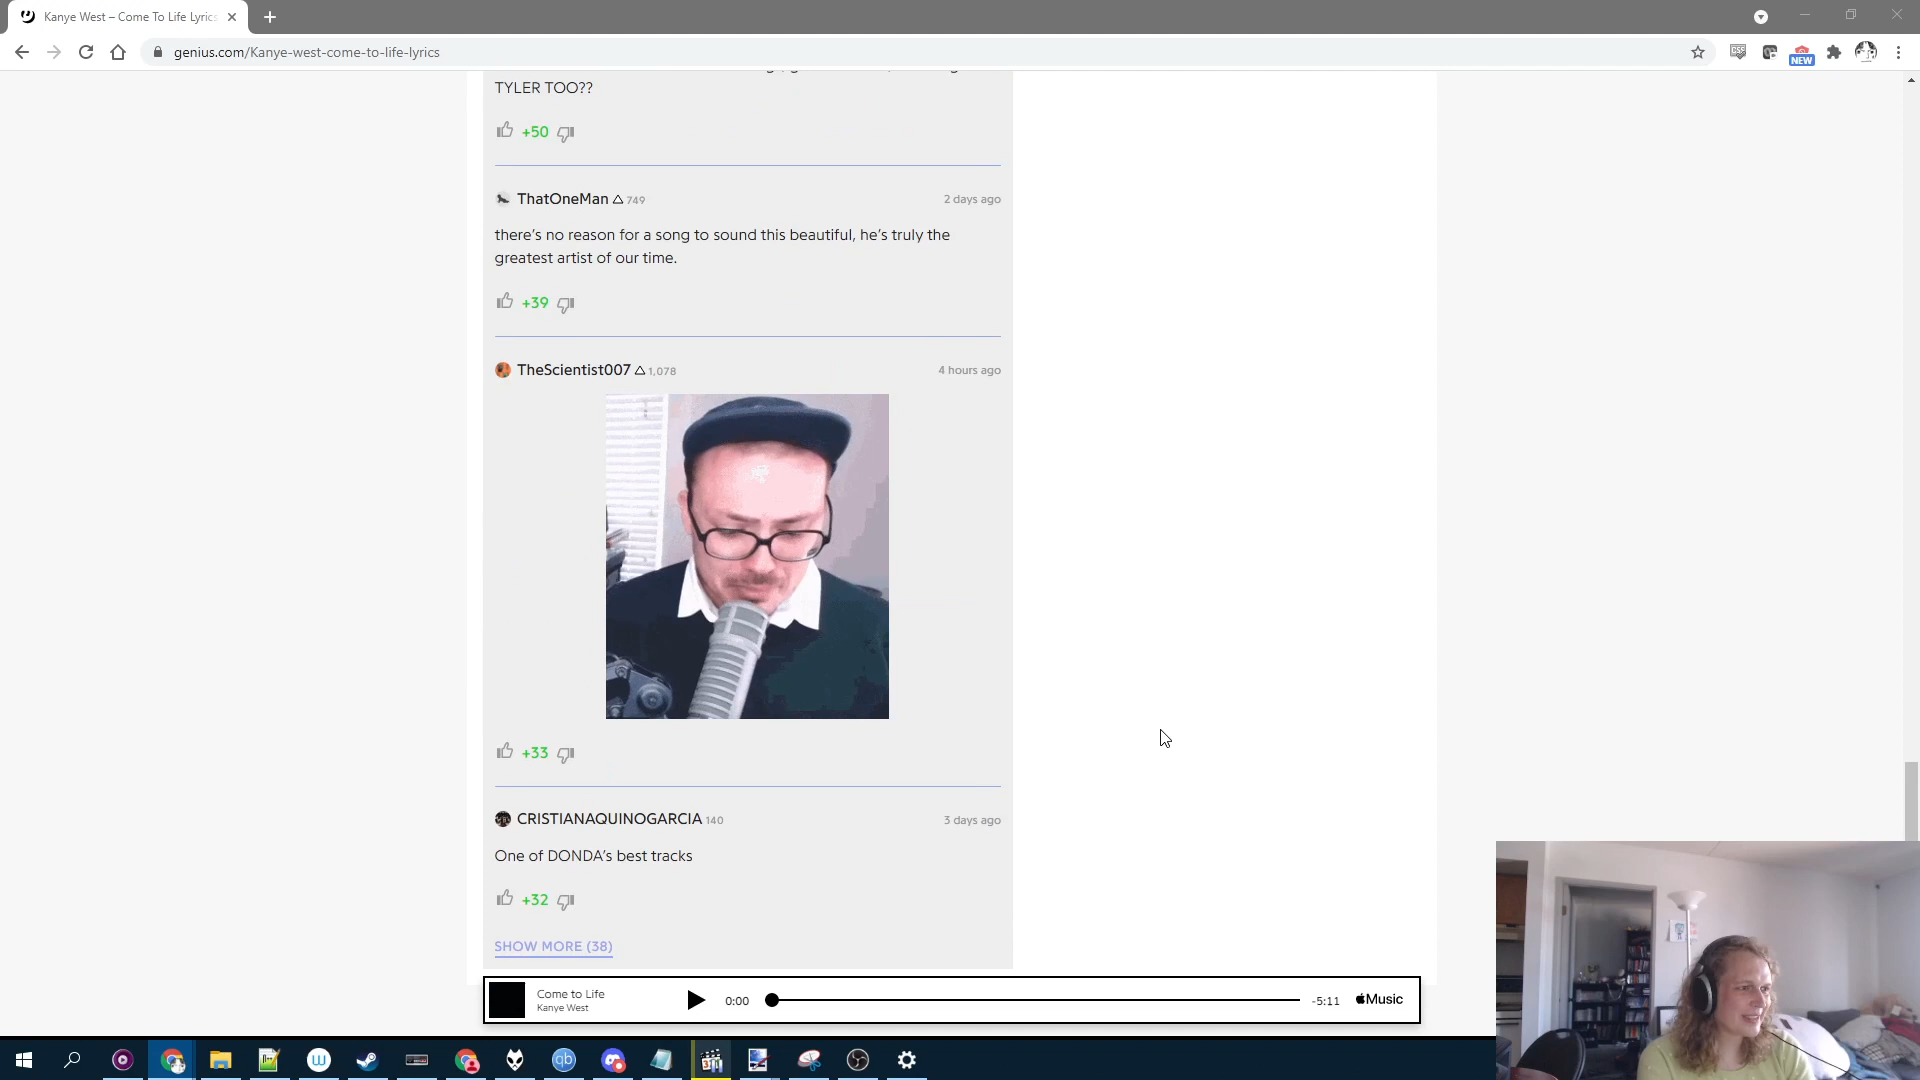 Kanye West – Come To Life Lyrics
genius.com/Kanye-west-come-to-life-lyrics
NEW
TYLER TOO??
+50
ThatOneMan 749
2 days ago
there's no reason for a song to sound this beautiful, he's truly the
greatest artist of our time.
+39
TheScientist007 1,078
4 hours ago
+33
CRISTIANAQUINOGARCIA 140
3 days ago
One of DONDA's best tracks
+32
SHOW MORE (38)
Come to Life
Kanye West
0:00
-5:11
Music